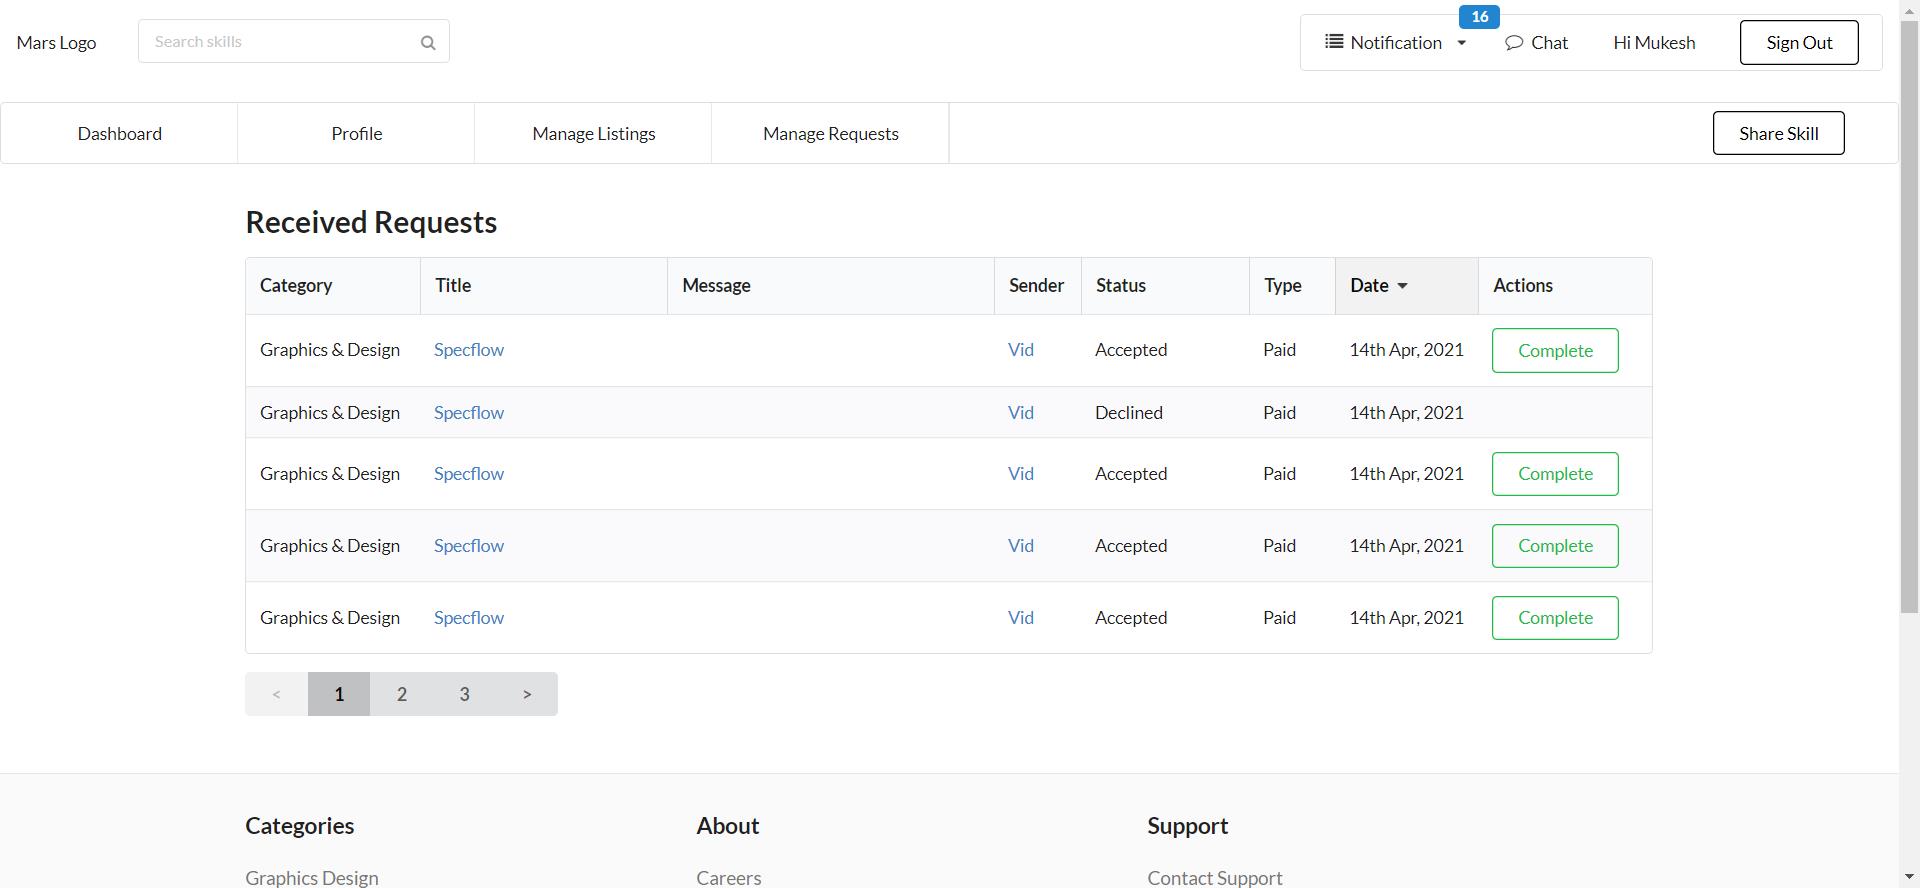 Mars Logo
Search skills
16
Notification
Chat
Hi Mukesh
Sign Out
Dashboard
Profile
Manage Listings
Manage Requests
Share Skill
Received Requests
Category Title Message Sender Status Type Date Actions
Graphics & Design Specflow Vid Accepted Paid 14th Apr, 2021 Complete
Graphics & Design Specflow Vid Declined Paid 14th Apr, 2021
Graphics & Design Specflow Vid Accepted Paid 14th Apr, 2021 Complete
Graphics & Design Specflow Vid Accepted Paid 14th Apr, 2021 Complete
Graphics & Design Specflow Vid Accepted Paid 14th Apr, 2021 Complete
< 1 2 3 >
Categories About Support
Graphics Design Careers Contact Support